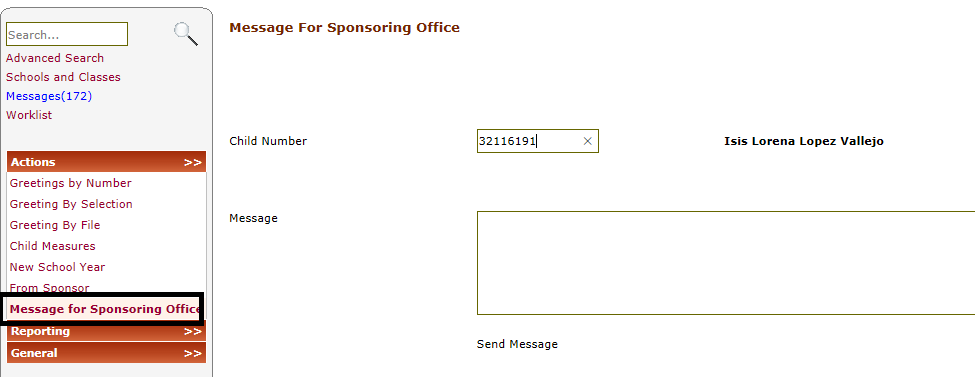 Search...
Advanced Search
Schools and Classes
Messages(172)
Worklist
Actions >>
Greetings by Number
Greeting By Selection
Greeting By File
Child Measures
New School Year
From Sponsor
Message for Sponsoring Office
Reporting >>
General >>
Message For Sponsoring Office
Child Number 32116191 × Isis Lorena Lopez Vallejo
Message
Send Message